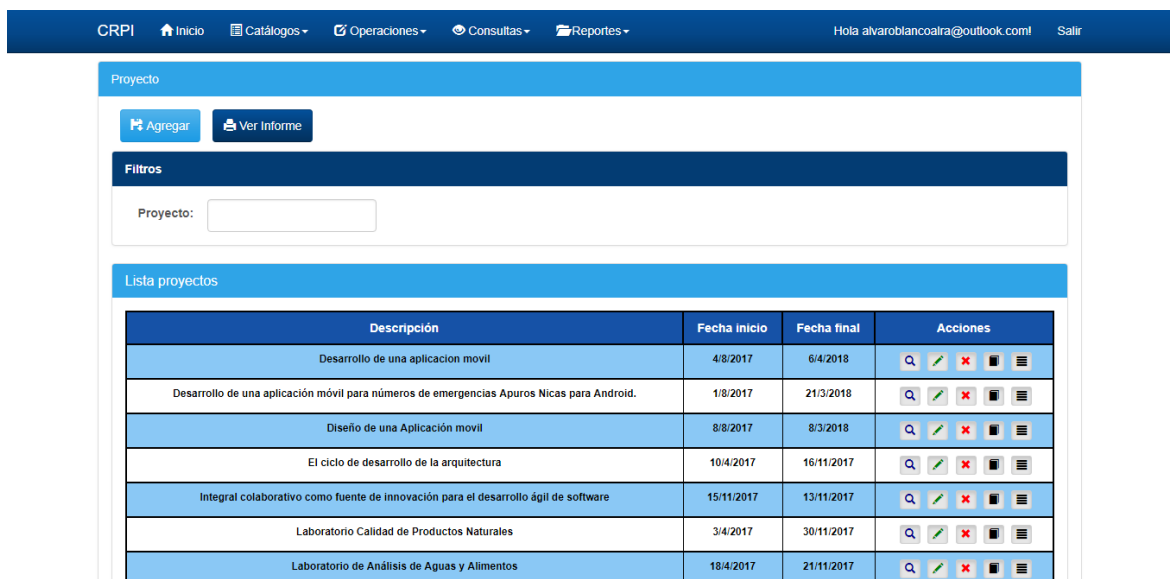 CRPI Inicio Catálogos Operaciones Consultas Reportes Hola alvaroblancoalra@outlook.com! Salir
Proyecto
Agregar Ver Informe
Filtros
Proyecto:
Lista proyectos
Descripción Fecha inicio Fecha final Acciones
Desarrollo de una aplicacion movil 4/8/2017 6/4/2018
Desarrollo de una aplicación móvil para números de emergencias Apuros Nicas para Android. 1/8/2017 21/3/2018
Diseño de una Aplicación movil 8/8/2017 8/3/2018
El ciclo de desarrollo de la arquitectura 10/4/2017 16/11/2017
Integral colaborativo como fuente de innovación para el desarrollo ágil de software 15/11/2017 13/11/2017
Laboratorio Calidad de Productos Naturales 3/4/2017 30/11/2017
Laboratorio de Análisis de Aguas y Alimentos 18/4/2017 21/11/2017